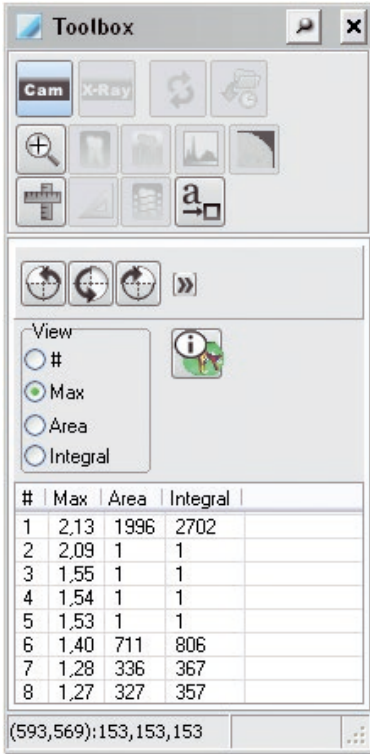 Toolbox
Cam X-Ray
a
View
#
Max
Area
Integral
# Max Area Integral
1 2,13 1996 2702
2 2,09 1 1
3 1,55 1 1
4 1,54 1 1
5 1,53 1 1
6 1,40 711 806
7 1,28 336 367
8 1,27 327 357
(593,569):153,153,153